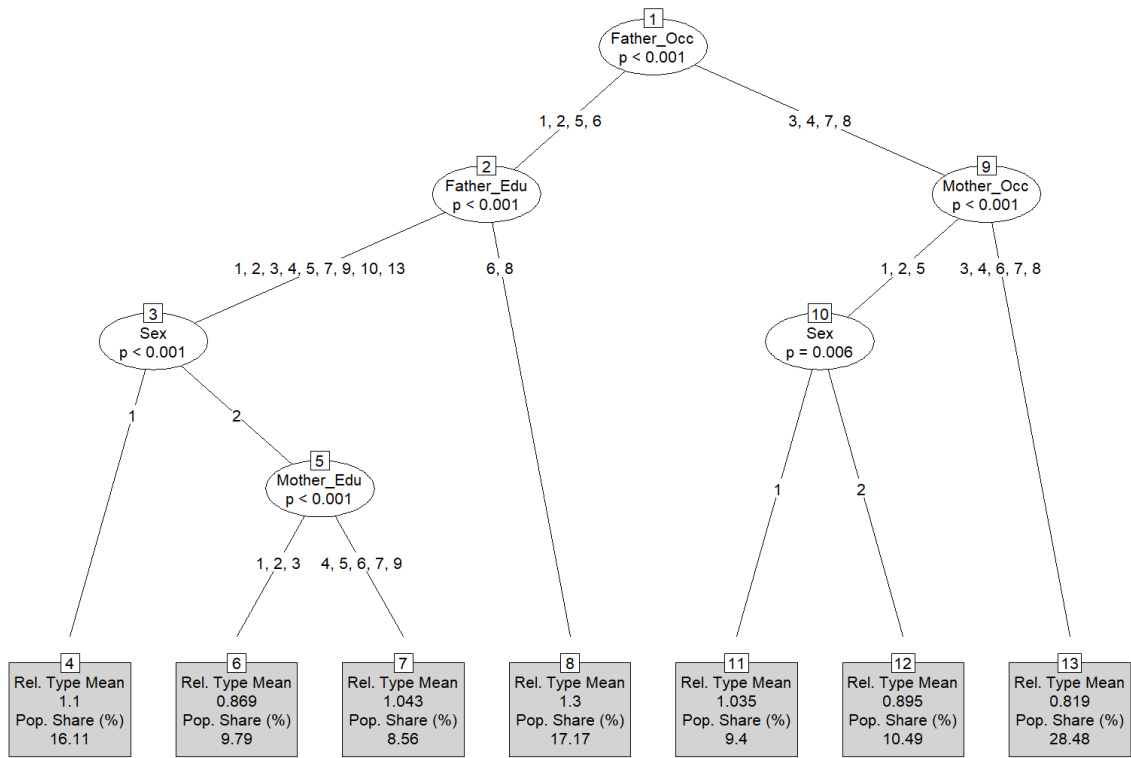 1
Father_Occ
p < 0.001
1, 2, 5, 6
3, 4, 7, 8
2
Father_Edu
p < 0.001
9
Mother_Occ
p < 0.001
1, 2, 3, 4, 5, 7, 9, 10, 13
6, 8
1, 2, 5
3, 4, 6, 7, 8
3
Sex
p < 0.001
10
Sex
p = 0.006
1
2
5
Mother_Edu
p < 0.001
1
2
1, 2, 3
4, 5, 6, 7, 9
4
Rel. Type Mean
1.1
Pop. Share (%)
16.11
6
Rel. Type Mean
0.869
Pop. Share (%)
9.79
7
Rel. Type Mean
1.043
Pop. Share (%)
8.56
8
Rel. Type Mean
1.3
Pop. Share (%)
17.17
11
Rel. Type Mean
1.035
Pop. Share (%)
9.4
12
Rel. Type Mean
0.895
Pop. Share (%)
10.49
13
Rel. Type Mean
0.819
Pop. Share (%)
28.48